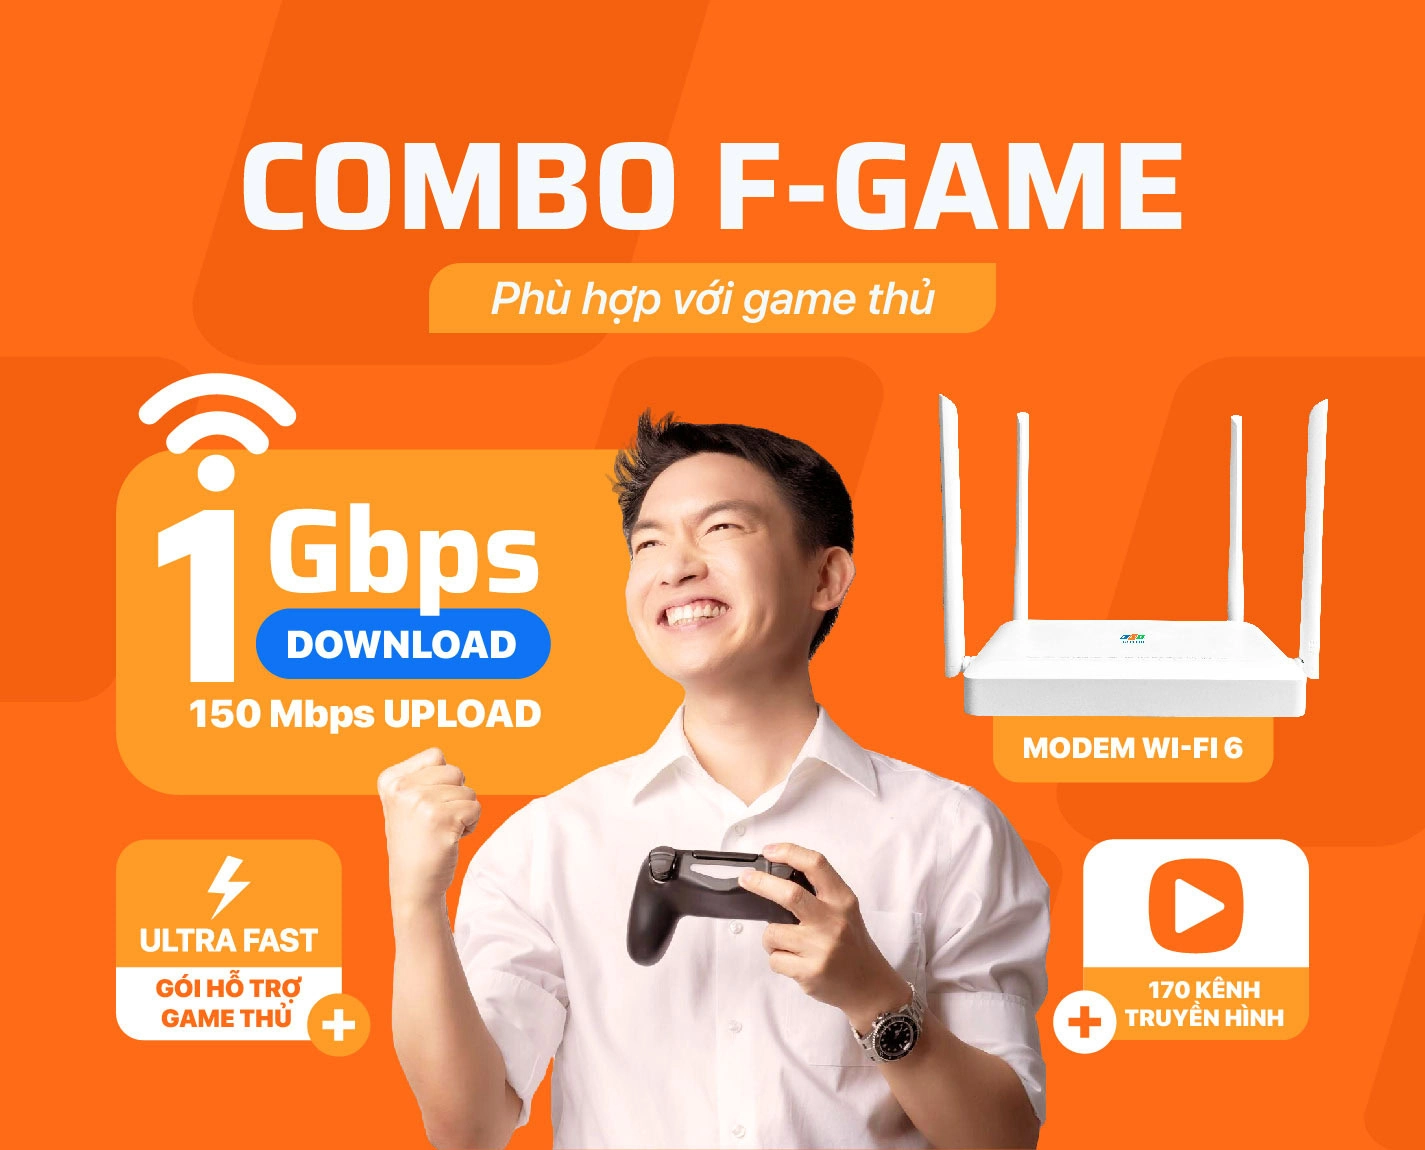 COMBO F-GAME
Phù hợp với game thủ
1 Gbps
DOWNLOAD
150 Mbps UPLOAD
MODEM WI-FI 6
ULTRA FAST
GÓI HỖ TRỢ
GAME THỦ
170 KÊNH
TRUYỀN HÌNH